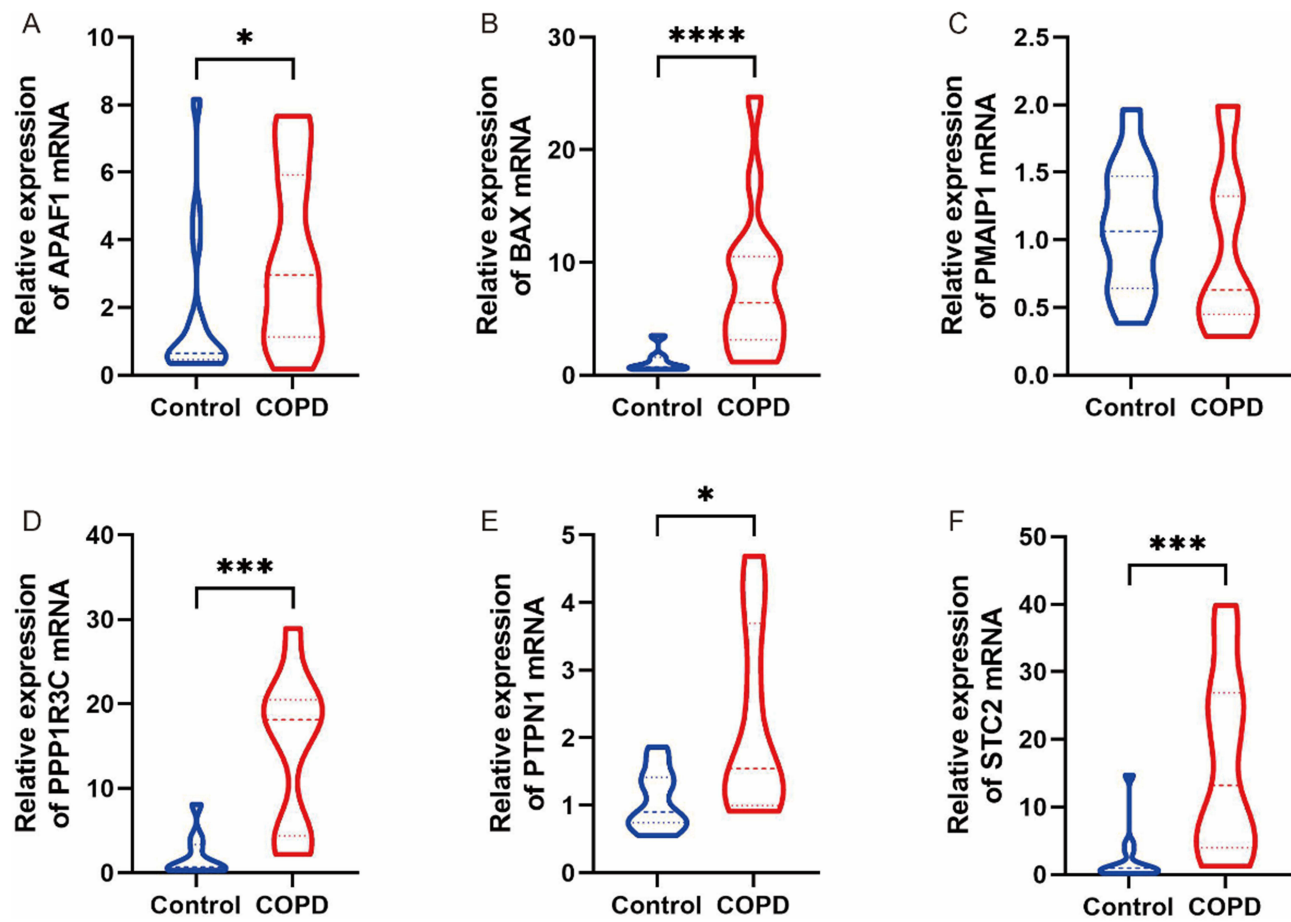 A
Relative expression
of APAF1 mRNA
10
8
6
4
2
0
*
Control COPD
B
Relative expression
of BAX mRNA
30
20
10
0
****
Control COPD
C
Relative expression
of PMAIP1 mRNA
2.5
2.0
1.5
1.0
0.5
0.0
Control COPD
D
Relative expression
of PPP1R3C mRNA
40
30
20
10
0
***
Control COPD
E
Relative expression
of PTPN1 mRNA
5
4
3
2
1
0
*
Control COPD
F
Relative expression
of STC2 mRNA
50
40
30
20
10
0
***
Control COPD